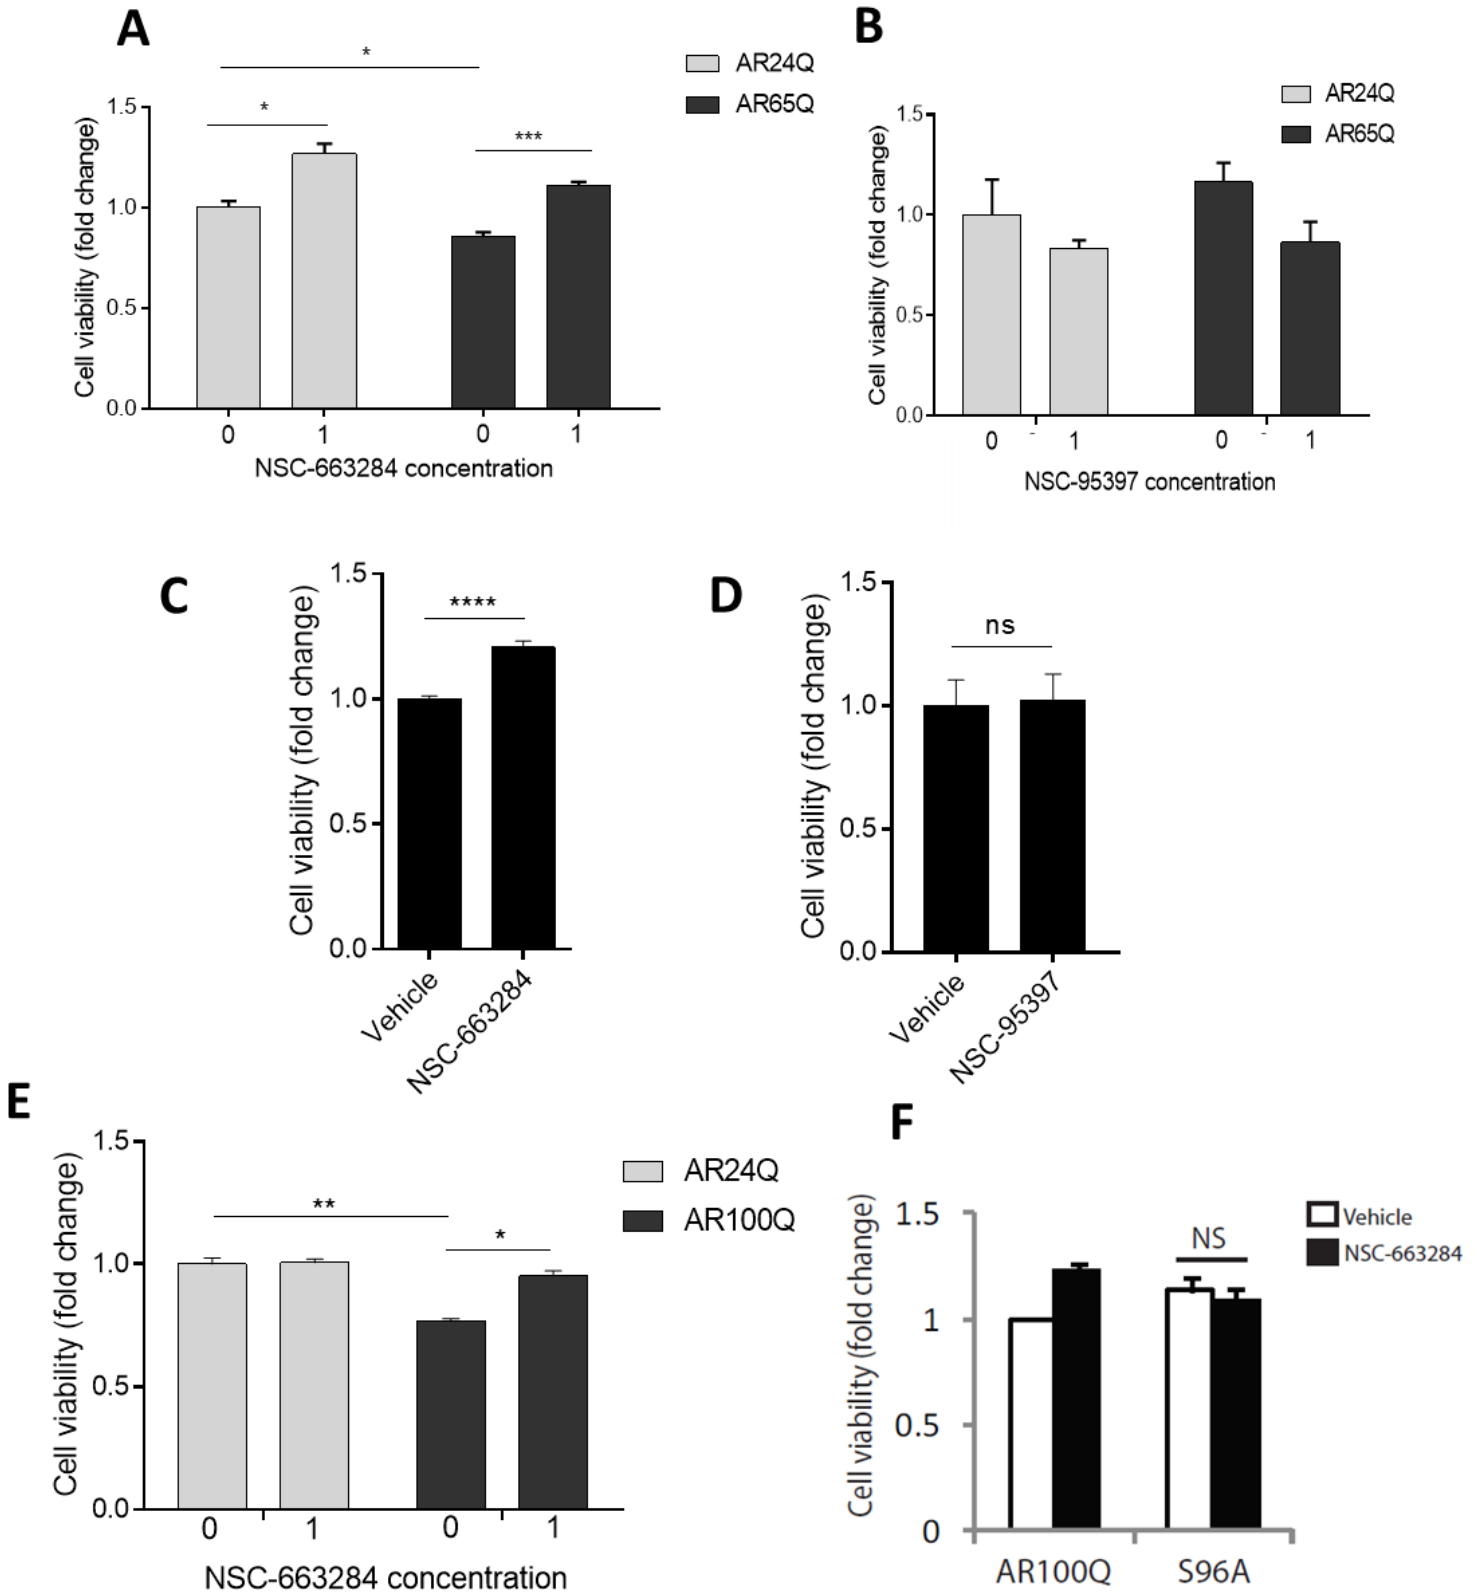 A
*
*
***
AR24Q
AR65Q
1.5
1.0
0.5
0.0
Cell viability (fold change)
0 1 0 1
NSC-663284 concentration
B
AR24Q
AR65Q
1.5
1.0
0.5
0.0
Cell viability (fold change)
0 - 1 0 - 1
NSC-95397 concentration
C
****
1.5
1.0
0.5
0.0
Cell viability (fold change)
Vehicle
NSC-663284
D
ns
1.5
1.0
0.5
0.0
Cell viability (fold change)
Vehicle
NSC-95397
E
**
*
AR24Q
AR100Q
1.5
1.0
0.5
0.0
Cell viability (fold change)
0 1 0 1
NSC-663284 concentration
F
NS
Vehicle
NSC-663284
1.5
1
0.5
0
Cell viability (fold change)
AR100Q S96A